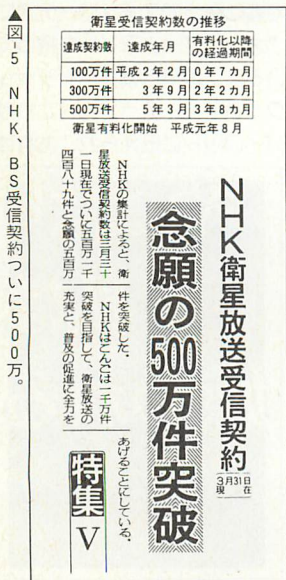 ▲図-5 NHK、BS受信契約ついに500万。
衛星受信契約数の推移
達成契約数 達成年月 有料化以降の経過期間
100万件 平成2年2月 0年7カ月
300万件 3年9月 2年2カ月
500万件 5年3月 3年8カ月
衛星有料化開始 平成元年8月
NHK衛星放送受信契約 3月31日現在
念願の500万件突破
NHKの集計によると、衛
星放送受信契約数は三月三十
一日現在でついに五百万一千
四百八十九件と念願の五百万
件を突破した。
NHKはこんごは一千万件
突破を目指して、衛星放送の
充実と、普及の促進に全力を
あげることにしている。
特集V